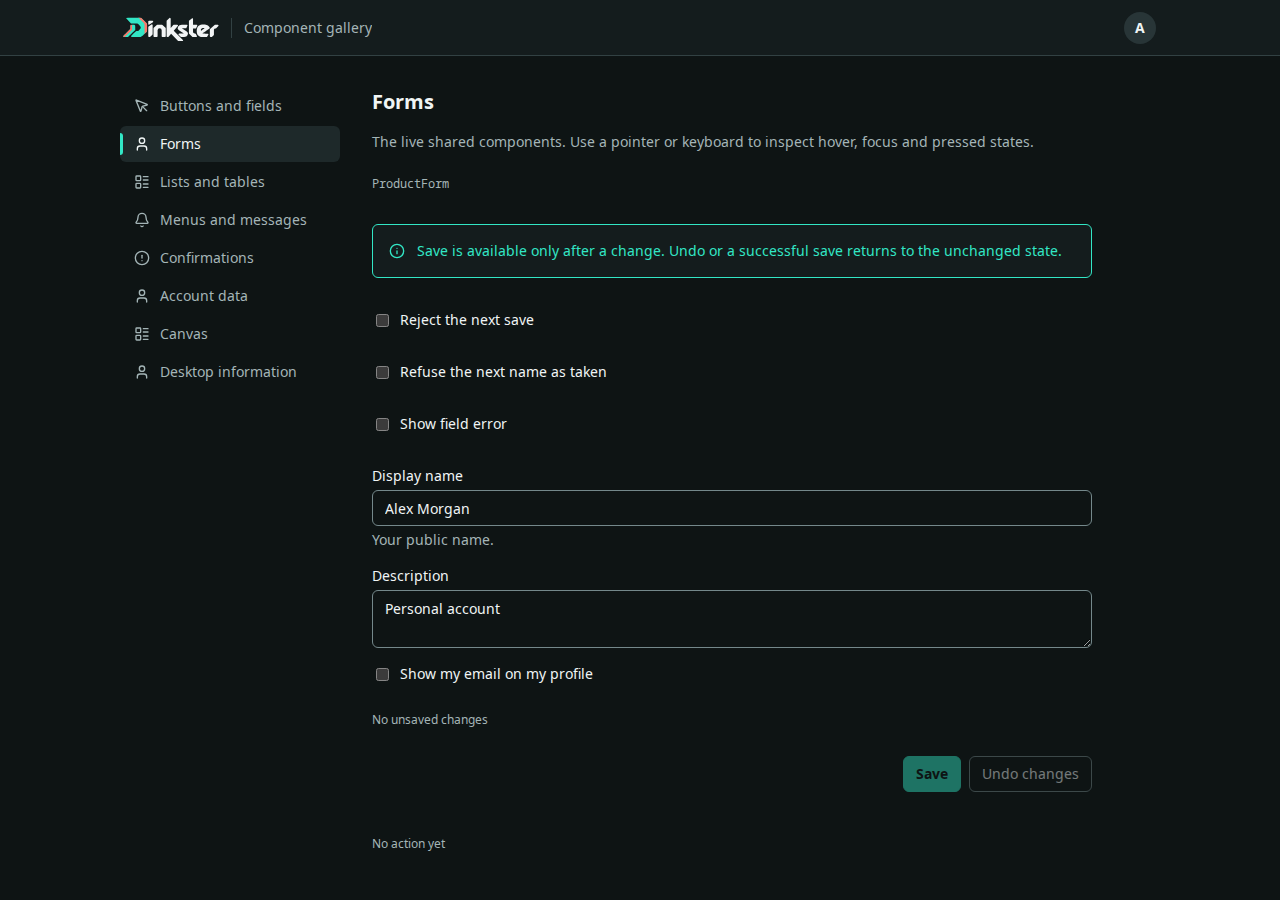 Dinkster
Component gallery
A
Buttons and fields
Forms
Lists and tables
Menus and messages
Confirmations
Account data
Canvas
Desktop information
Forms
The live shared components. Use a pointer or keyboard to inspect hover, focus and pressed states.
ProductForm
Save is available only after a change. Undo or a successful save returns to the unchanged state.
Reject the next save
Refuse the next name as taken
Show field error
Display name
Alex Morgan
Your public name.
Description
Personal account
Show my email on my profile
No unsaved changes
Save
Undo changes
No action yet